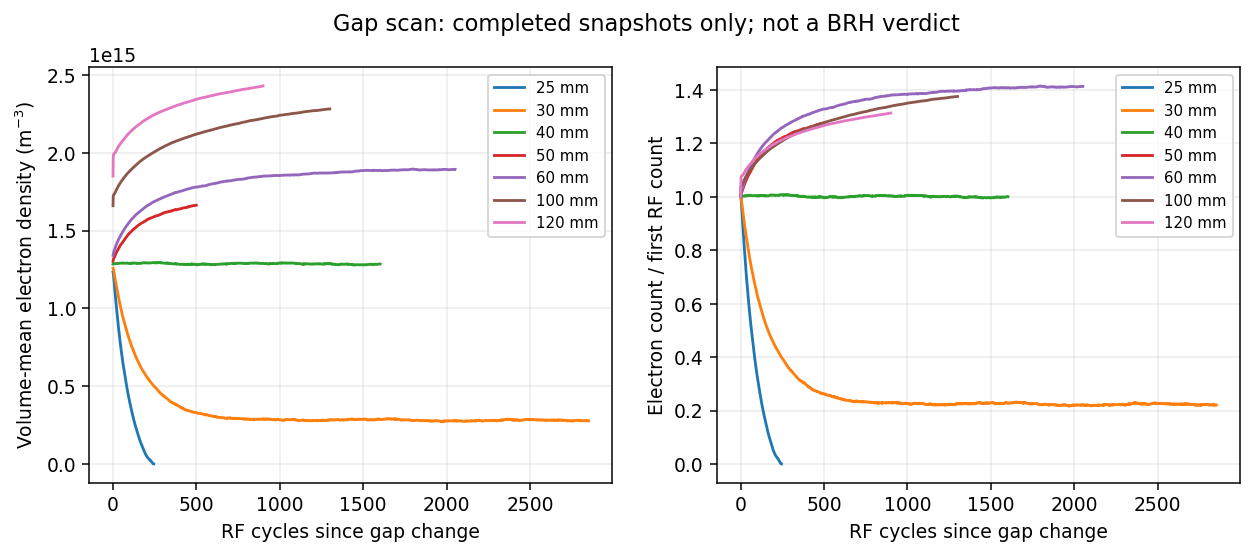 Gap scan: completed snapshots only; not a BRH verdict
1e15
2.5
2.0
1.5
1.0
0.5
0.0
Volume-mean electron density (m⁻³)
0
500
1000
1500
2000
2500
RF cycles since gap change
25 mm
30 mm
40 mm
50 mm
60 mm
100 mm
120 mm
1.4
1.2
1.0
0.8
0.6
0.4
0.2
0.0
Electron count / first RF count
0
500
1000
1500
2000
2500
RF cycles since gap change
25 mm
30 mm
40 mm
50 mm
60 mm
100 mm
120 mm